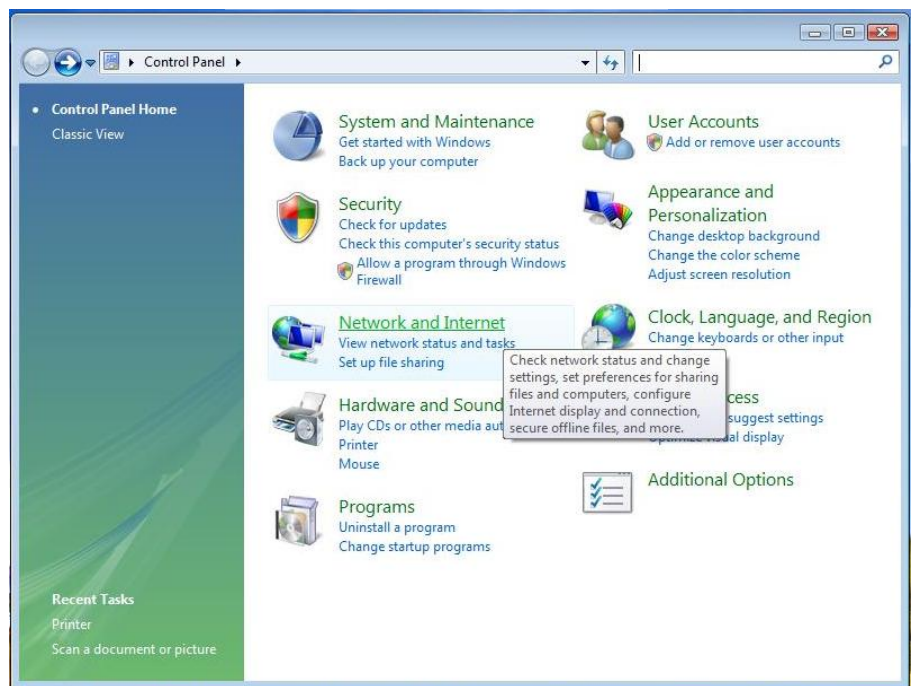 Control Panel
Control Panel Home
Classic View
System and Maintenance
Get started with Windows
Back up your computer
Security
Check for updates
Check this computer's security status
Allow a program through Windows
Firewall
Network and Internet
View network status and tasks
Set up file sharing
Hardware and Sound
Play CDs or other media
Printer
Mouse
Programs
Uninstall a program
Change startup programs
User Accounts
Add or remove user accounts
Appearance and
Personalization
Change desktop background
Change the color scheme
Adjust screen resolution
Clock, Language, and Region
Change keyboards or other input
Check network status and change
settings, set preferences for sharing
files and computers, configure
Internet display and connection,
secure offline files, and more.
suggest settings
display
Additional Options
Recent Tasks
Printer
Scan a document or picture